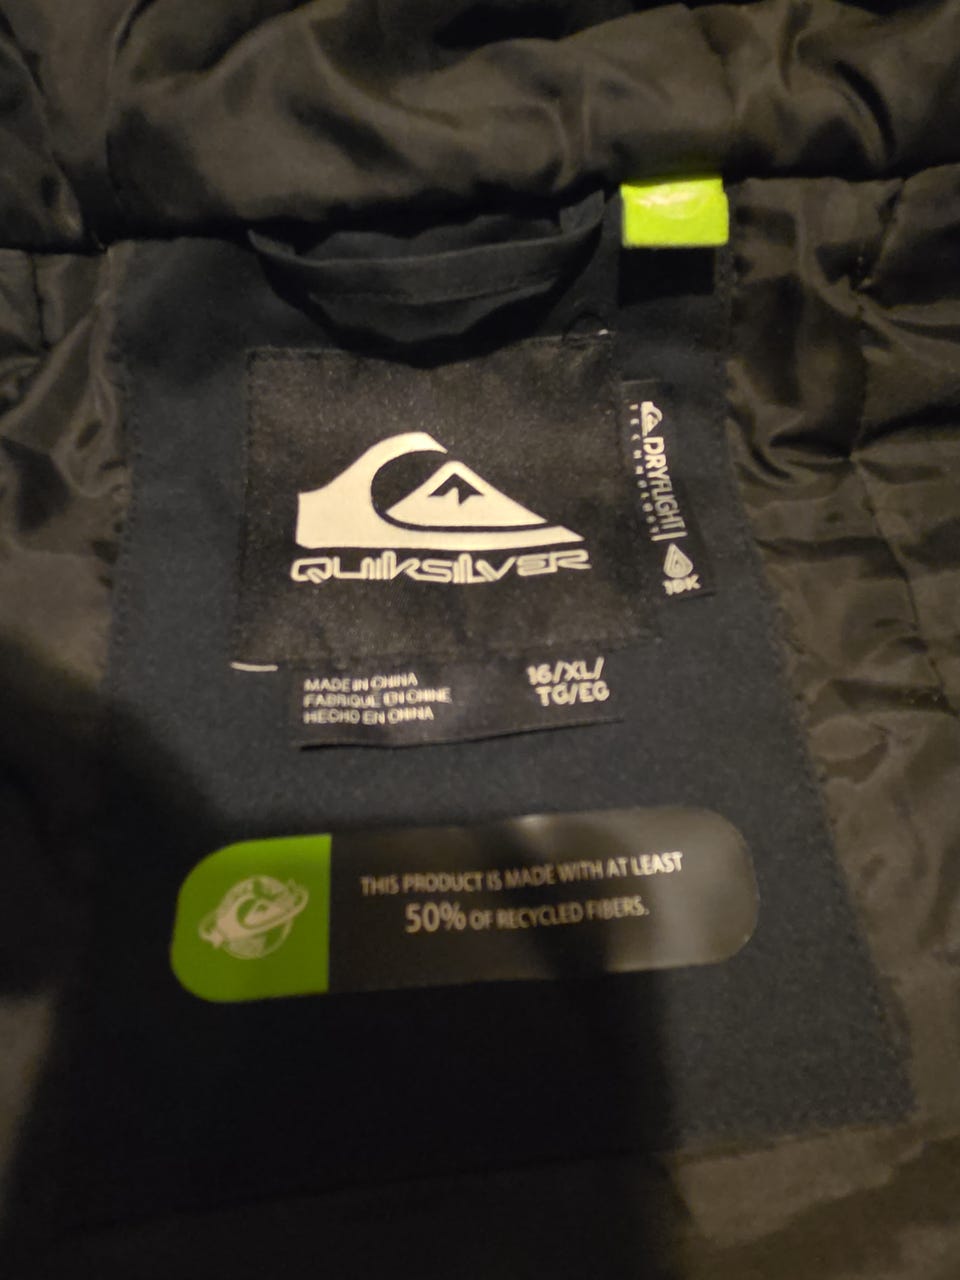 QUIKSILVER
DRYFLIGHT
TECHNOLOGY
10K
MADE IN CHINA
FABRIQUE EN CHINE
HECHO EN CHINA
16/XL/
TG/EG
THIS PRODUCT IS MADE WITH AT LEAST
50% OF RECYCLED FIBERS.